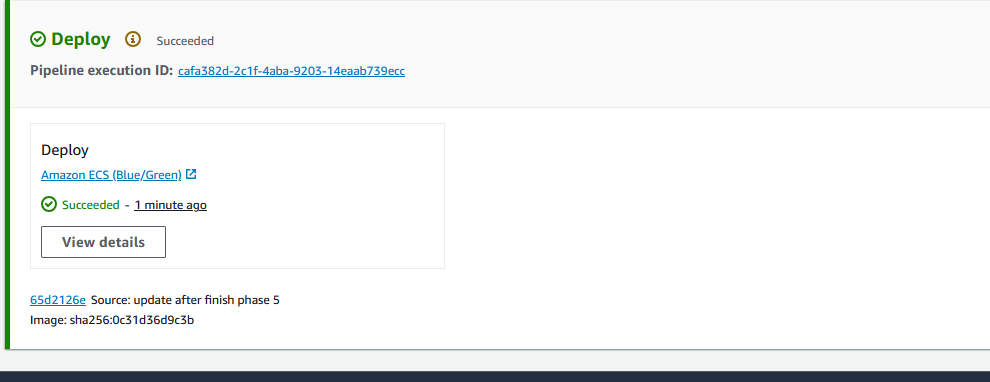 Deploy Succeeded
Pipeline execution ID: cafa382d-2c1f-4aba-9203-14eaab739ecc
Deploy
Amazon ECS (Blue/Green)
Succeeded - 1 minute ago
View details
65d2126e Source: update after finish phase 5
Image: sha256:0c31d36d9c3b